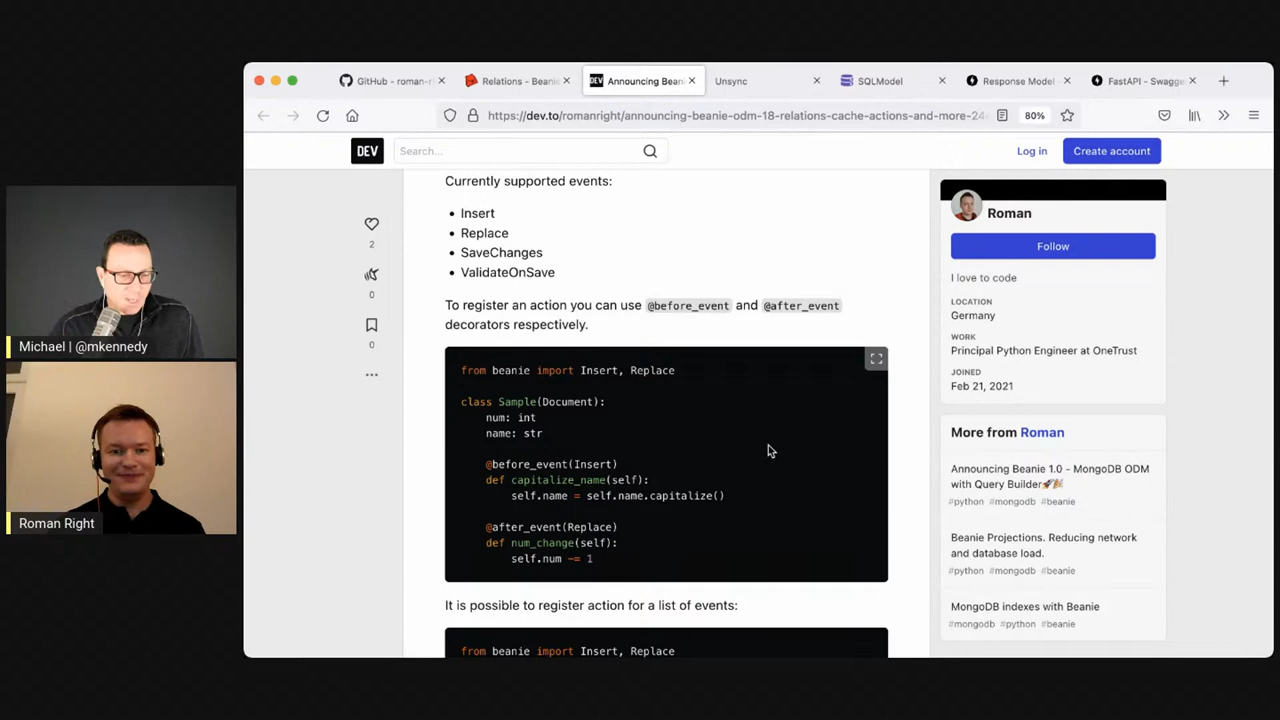 GitHub - roman-r
Relations - Beanie
DEV Announcing Beani
Unsync
SQLModel
Response Model -
FastAPI - Swagge
https://dev.to/romanright/announcing-beanie-odm-18-relations-cache-actions-and-more-24
80%
DEV
Search...
Log in
Create account
Currently supported events:
• Insert
• Replace
• SaveChanges
• ValidateOnSave
To register an action you can use @before_event and @after_event
decorators respectively.
from beanie import Insert, Replace
class Sample(Document):
num: int
name: str
@before_event(Insert)
def capitalize_name(self):
self.name = self.name.capitalize()
@after_event(Replace)
def num_change(self):
self.num -= 1
It is possible to register action for a list of events:
from beanie import Insert, Replace
2
0
0
Roman
Follow
I love to code
LOCATION
Germany
WORK
Principal Python Engineer at OneTrust
JOINED
Feb 21, 2021
More from Roman
Announcing Beanie 1.0 - MongoDB ODM
with Query Builder🚀🎉
#python #mongodb #beanie
Beanie Projections. Reducing network
and database load.
#python #mongodb #beanie
MongoDB indexes with Beanie
#mongodb #python #beanie
Michael | @mkennedy
Roman Right